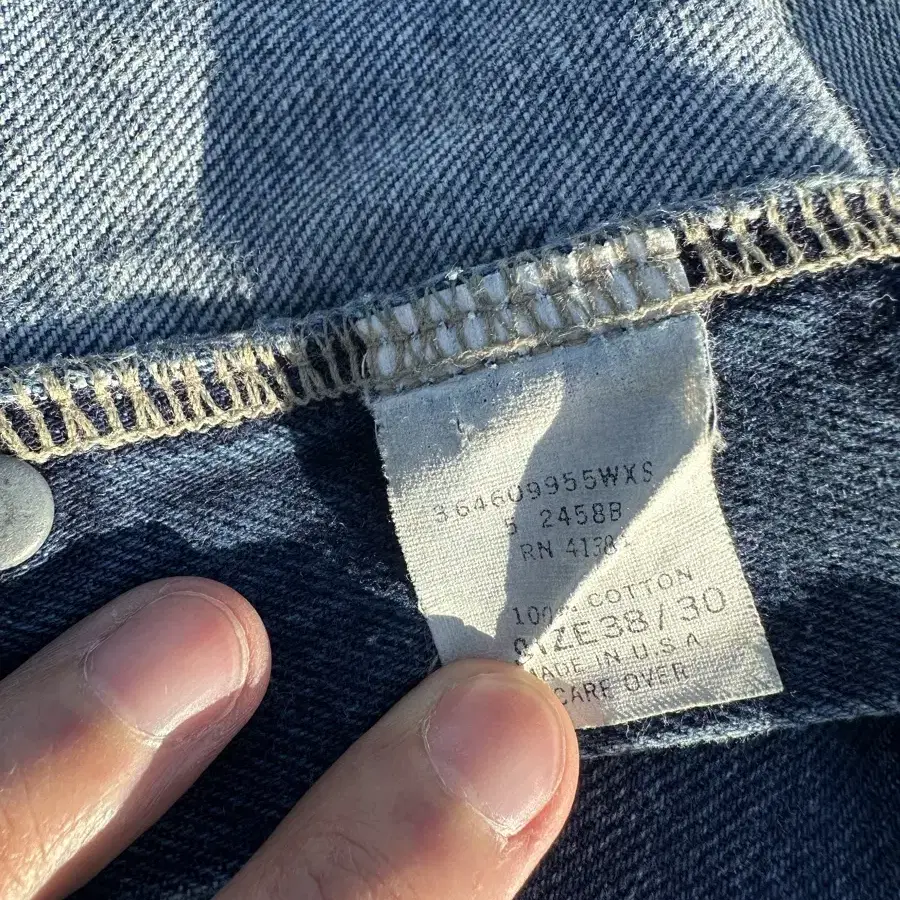 364609955WXS
5 2458B
RN 4138
100% COTTON
SIZE 38/30
MADE IN U.S.A
CARE OVER